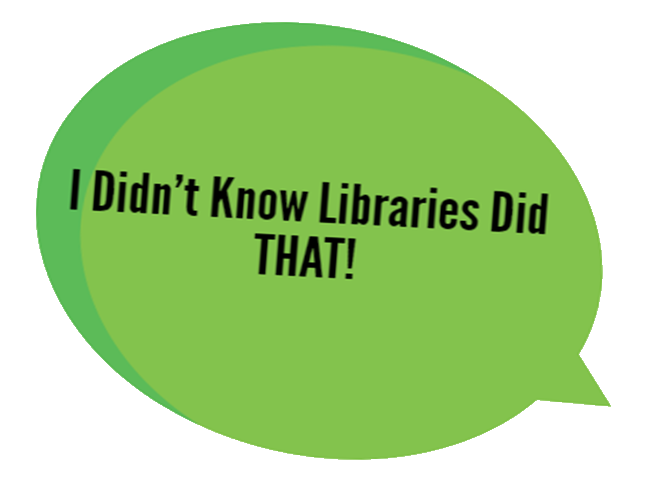 I Didn’t Know Libraries Did
THAT!